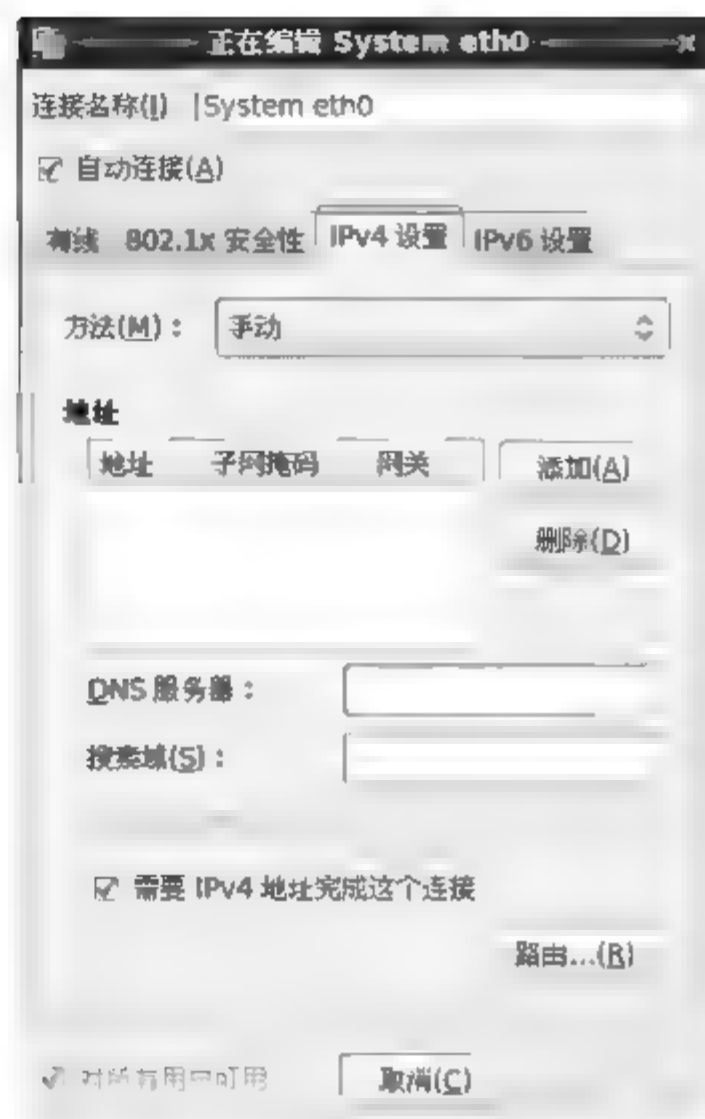 正在编辑 System eth0
连接名称(I) System eth0
自动连接(A)
有线 802.1x 安全性 IPv4 设置 IPv6 设置
方法(M)： 手动
地址
地址 子网掩码 网关 添加(A)
删除(D)
DNS 服务器：
搜索域(S)：
需要 IPv4 地址完成这个连接
路由...(R)
对所有用户可用 取消(C)